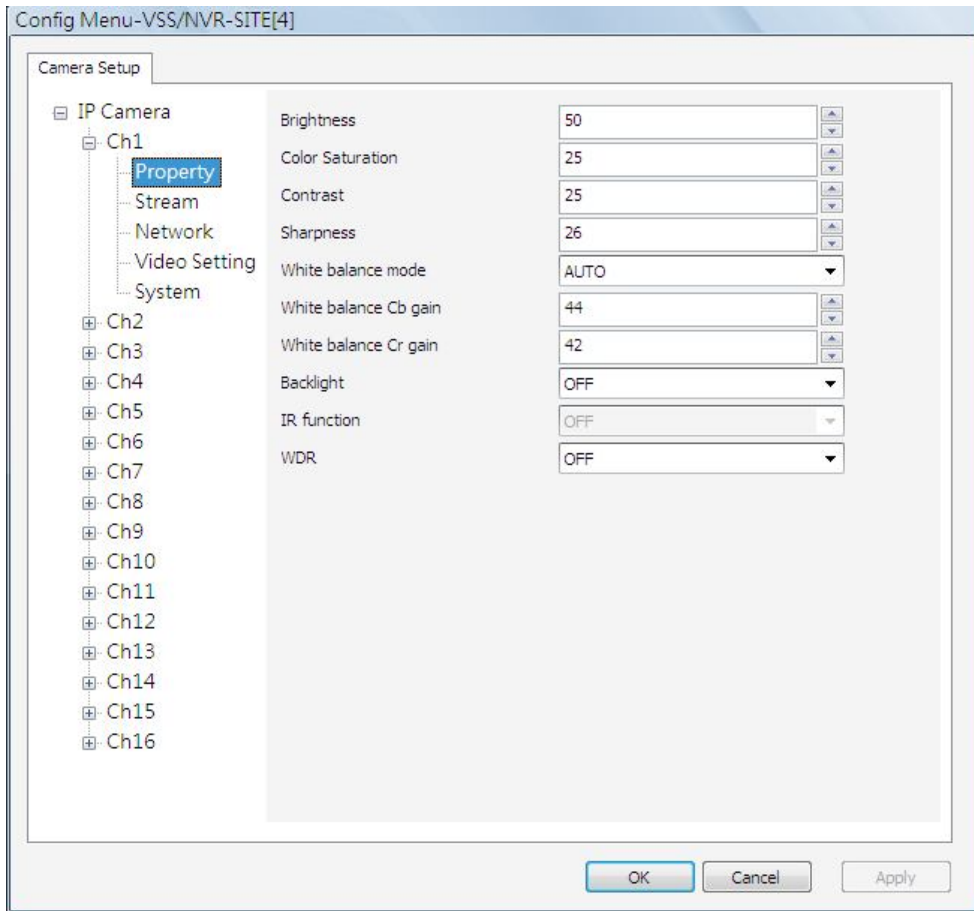 Config Menu-VSS/NVR-SITE[4]
Camera Setup
IP Camera
Ch1
Property
Stream
Network
Video Setting
System
Ch2
Ch3
Ch4
Ch5
Ch6
Ch7
Ch8
Ch9
Ch10
Ch11
Ch12
Ch13
Ch14
Ch15
Ch16
Brightness 50
Color Saturation 25
Contrast 25
Sharpness 26
White balance mode AUTO
White balance Cb gain 44
White balance Cr gain 42
Backlight OFF
IR function OFF
WDR OFF
OK Cancel Apply